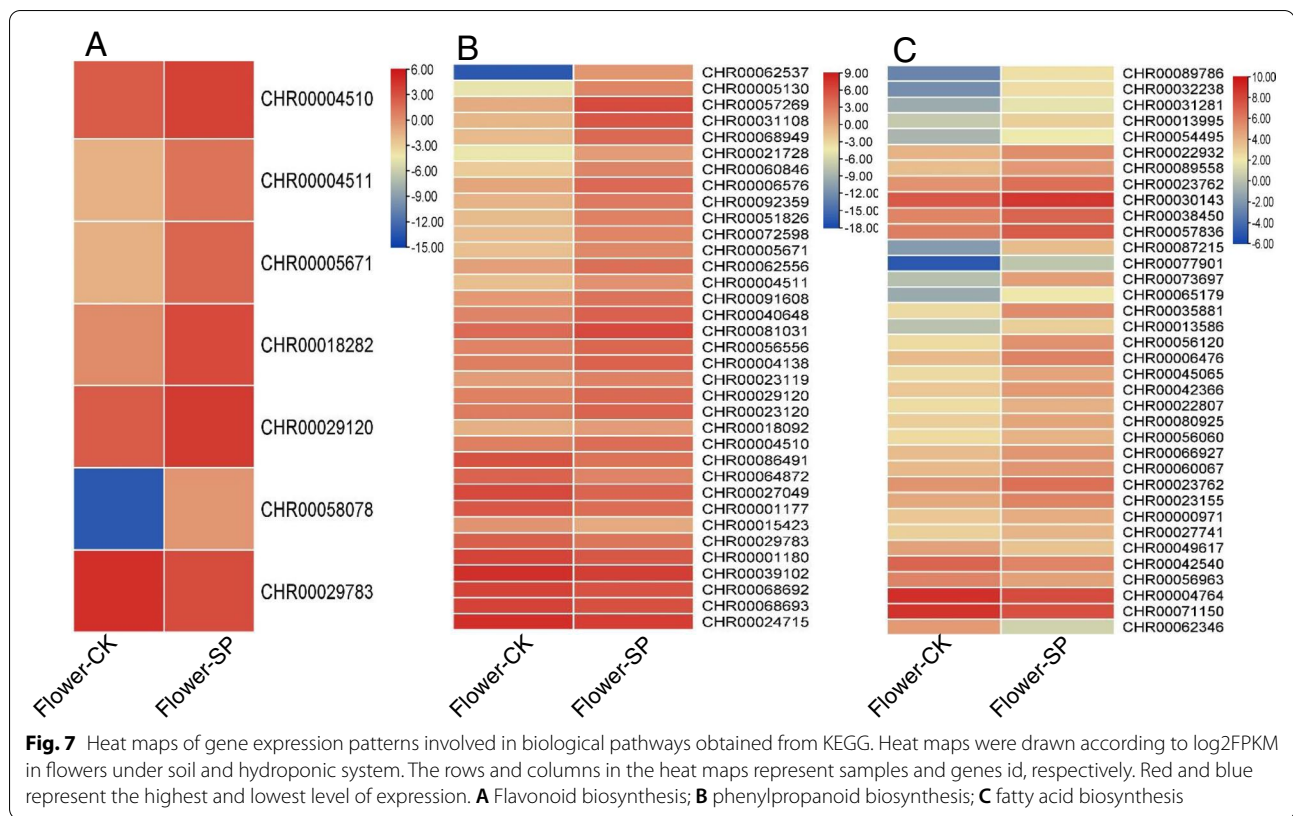 A
6.00
3.00
0.00
-3.00
-6.00
-9.00
-12.00
-15.00
CHR00004510
CHR00004511
CHR00005671
CHR00018282
CHR00029120
CHR00058078
CHR00029783
Flower-CK
Flower-SP
B
CHR00062537
CHR00005130
CHR00057269
CHR00031108
CHR00068949
CHR00021728
CHR00060846
CHR00006576
CHR00092359
CHR00051826
CHR00072598
CHR00005671
CHR00062556
CHR00004511
CHR00091608
CHR00040648
CHR00081031
CHR00056556
CHR00004138
CHR00023119
CHR00029120
CHR00023120
CHR00018092
CHR00004510
CHR00086491
CHR00064872
CHR00027049
CHR00001177
CHR00015423
CHR00029783
CHR00001180
CHR00039102
CHR00068692
CHR00068693
CHR00024715
9.00
6.00
3.00
0.00
-3.00
-6.00
-9.00
-12.00
-15.00
-18.00
Flower-CK
Flower-SP
C
CHR00089786
CHR00032238
CHR00031281
CHR00013995
CHR00054495
CHR00022932
CHR00089558
CHR00023762
CHR00030143
CHR00038450
CHR00057836
CHR00087215
CHR00077901
CHR00073697
CHR00065179
CHR00035881
CHR00013586
CHR00056120
CHR00006476
CHR00045065
CHR00042366
CHR00022807
CHR00080925
CHR00056060
CHR00066927
CHR00060067
CHR00023762
CHR00023155
CHR00000971
CHR00027741
CHR00049617
CHR00042540
CHR00056963
CHR00004764
CHR00071150
CHR00062346
10.00
8.00
6.00
4.00
2.00
0.00
-2.00
-4.00
-6.00
Flower-CK
Flower-SP
Fig. 7 Heat maps of gene expression patterns involved in biological pathways obtained from KEGG. Heat maps were drawn according to log2FPKM
in flowers under soil and hydroponic system. The rows and columns in the heat maps represent samples and genes id, respectively. Red and blue
represent the highest and lowest level of expression. A Flavonoid biosynthesis; B phenylpropanoid biosynthesis; C fatty acid biosynthesis